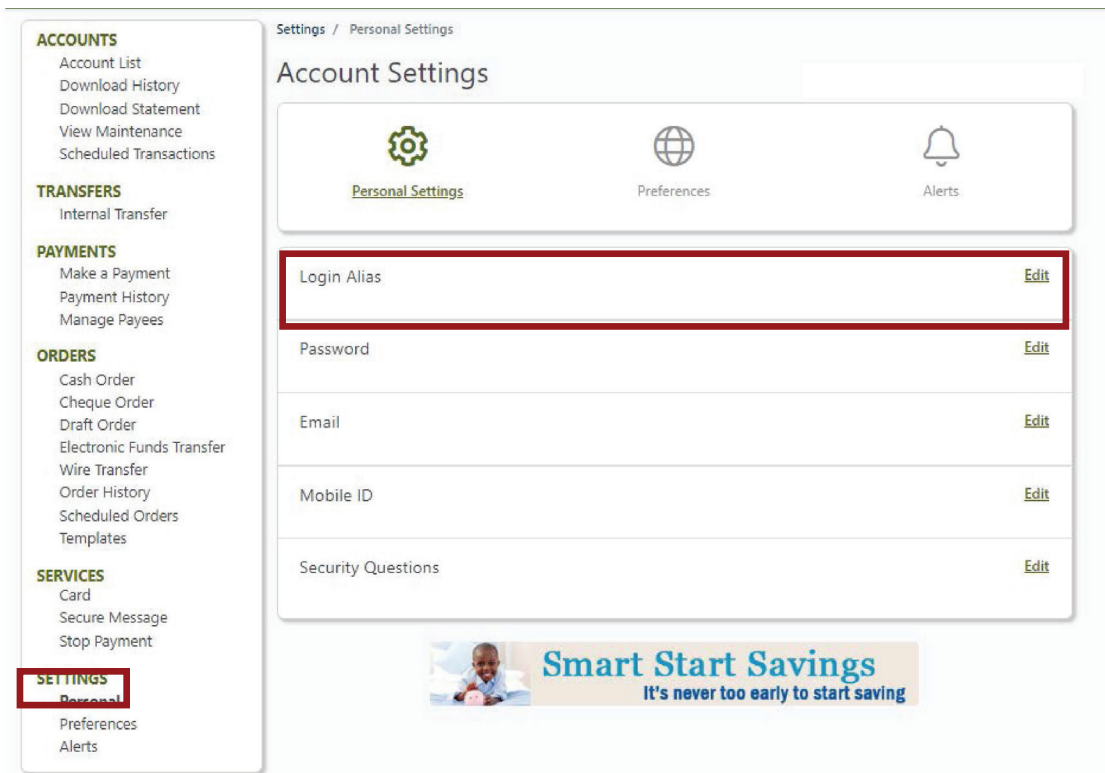 ACCOUNTS
Account List
Download History
Download Statement
View Maintenance
Scheduled Transactions
TRANSFERS
Internal Transfer
PAYMENTS
Make a Payment
Payment History
Manage Payees
ORDERS
Cash Order
Cheque Order
Draft Order
Electronic Funds Transfer
Wire Transfer
Order History
Scheduled Orders
Templates
SERVICES
Card
Secure Message
Stop Payment
SETTINGS
Personal
Preferences
Alerts
Settings / Personal Settings
Account Settings
Personal Settings
Preferences
Alerts
Login Alias Edit
Password Edit
Email Edit
Mobile ID Edit
Security Questions Edit
Smart Start Savings
It's never too early to start saving